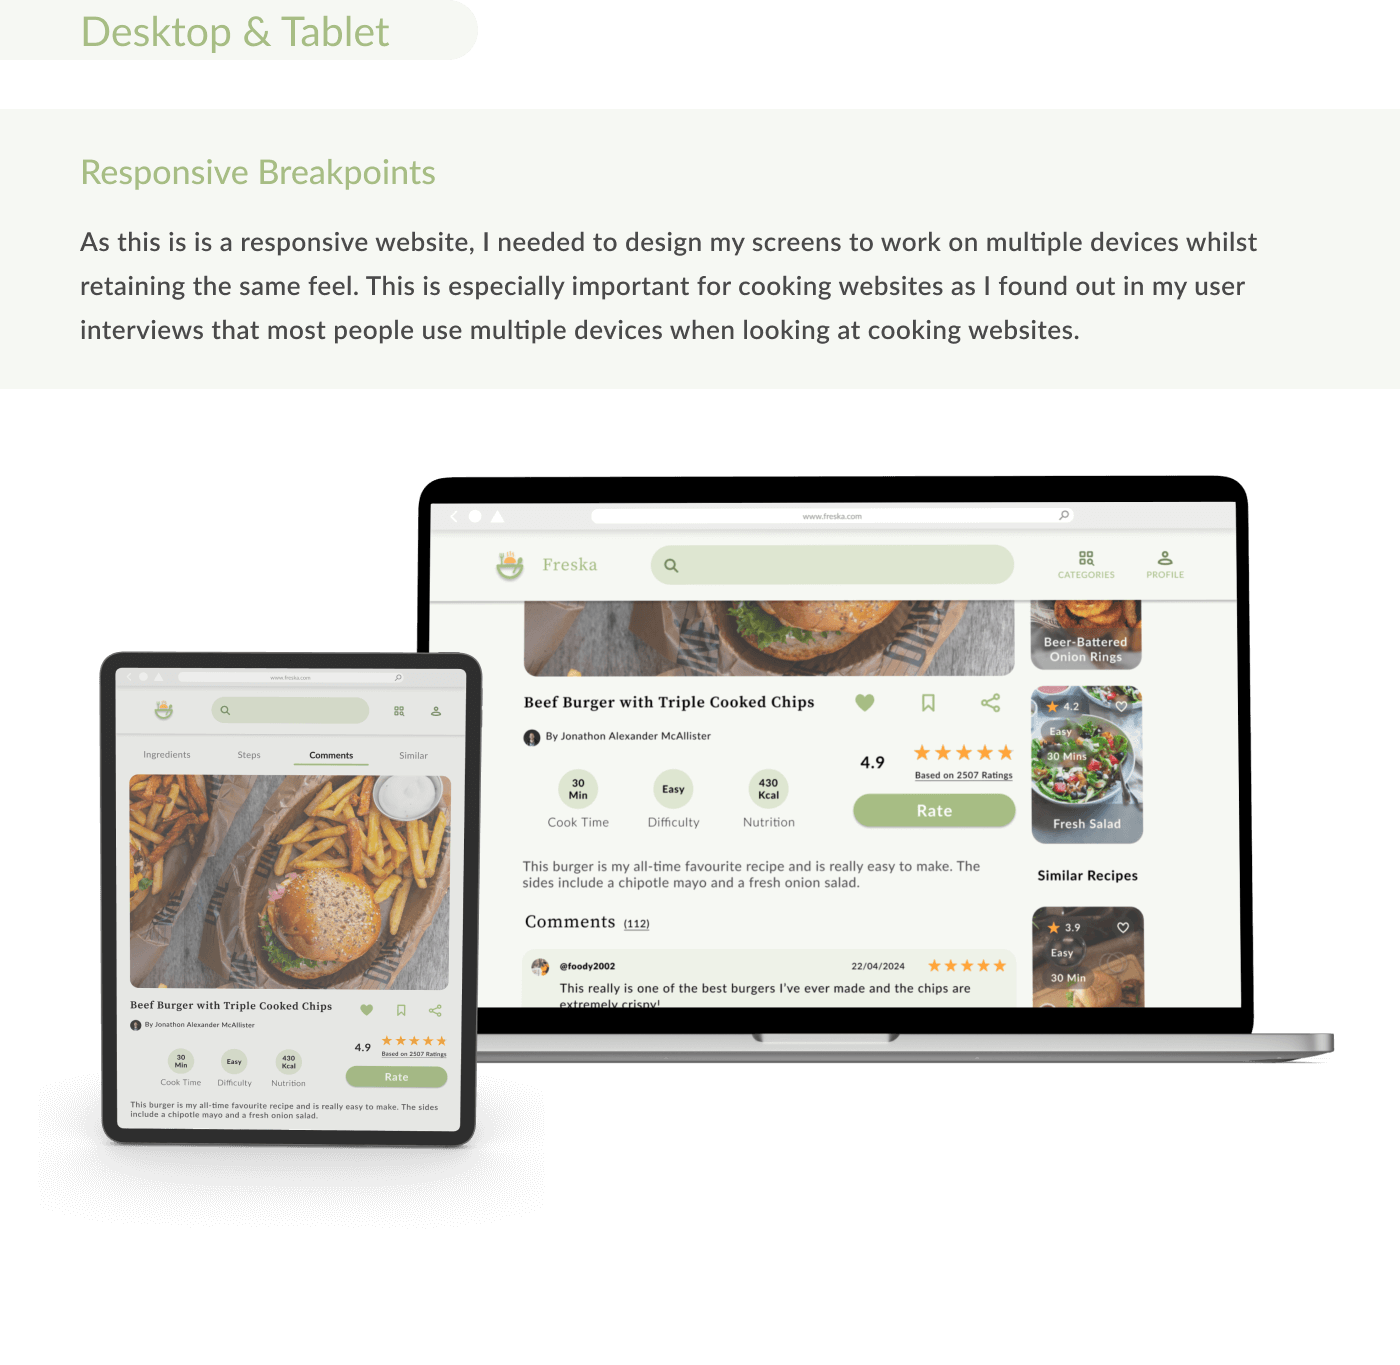 Desktop & Tablet
Responsive Breakpoints
As this is is a responsive website, I needed to design my screens to work on multiple devices whilst
retaining the same feel. This is especially important for cooking websites as I found out in my user
interviews that most people use multiple devices when looking at cooking websites.
www.freska.com
Freska
CATEGORIES
PROFILE
Beer-Battered
Onion Rings
Beef Burger with Triple Cooked Chips
By Jonathon Alexander McAllister
30
Min
Cook Time
Easy
Difficulty
430
Kcal
Nutrition
4.9
Based on 2507 Ratings
Rate
This burger is my all-time favourite recipe and is really easy to make. The
sides include a chipotle mayo and a fresh onion salad.
Comments (112)
@foody2002
22/04/2024
This really is one of the best burgers I've ever made and the chips are
extremely crispy!
4.2
Easy
30 Mins
Fresh Salad
Similar Recipes
3.9
Easy
30 Min
www.freska.com
Ingredients
Steps
Comments
Similar
Beef Burger with Triple Cooked Chips
By Jonathon Alexander McAllister
30
Min
Cook Time
Easy
Difficulty
430
Kcal
Nutrition
4.9
Based on 2507 Ratings
Rate
This burger is my all-time favourite recipe and is really easy to make. The sides
include a chipotle mayo and a fresh onion salad.